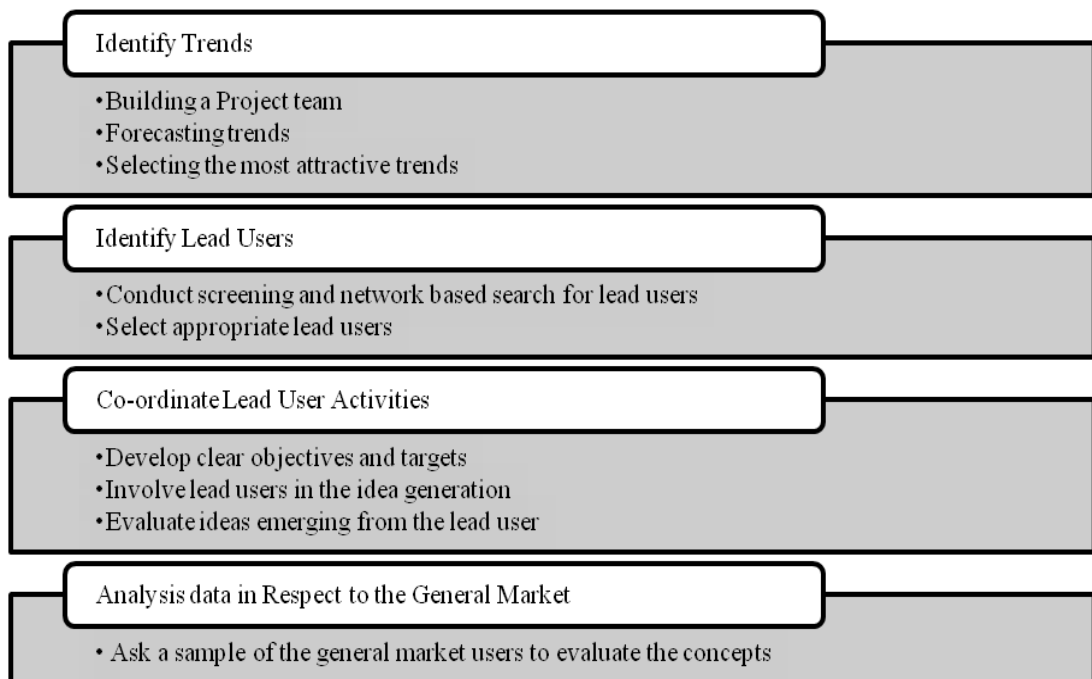 Identify Trends
•Building a Project team
•Forecasting trends
•Selecting the most attractive trends
Identify Lead Users
•Conduct screening and network based search for lead users
•Select appropriate lead users
Co-ordinate Lead User Activities
•Develop clear objectives and targets
•Involve lead users in the idea generation
•Evaluate ideas emerging from the lead user
Analysis data in Respect to the General Market
• Ask a sample of the general market users to evaluate the concepts